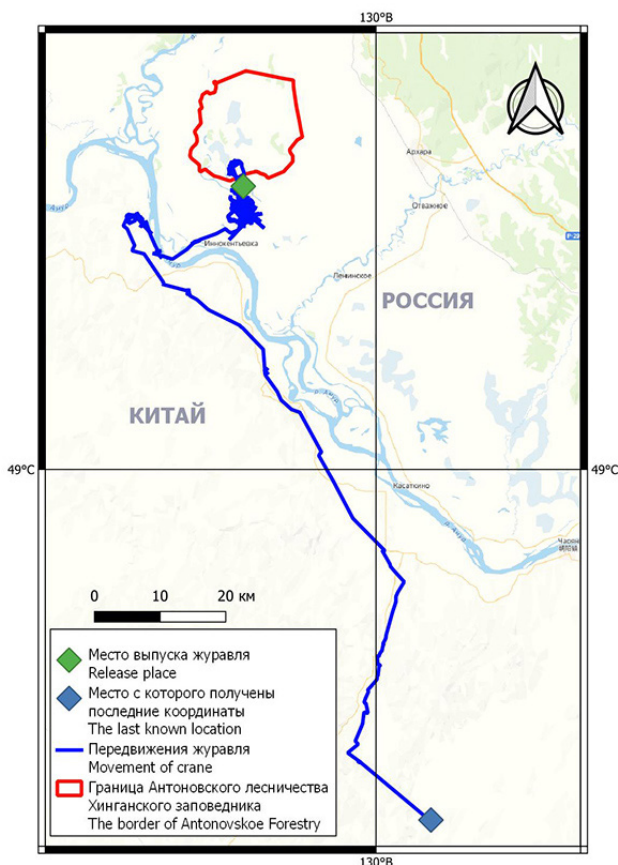 130°В
N
Архара
Отважное
Иннокентьевка
Ленинское
РОССИЯ
КИТАЙ
р. Амур
49°С
49°С
Касаткино
р. Амур
0 10 20 км
Место выпуска журавля
Release place
Место с которого получены
последние координаты
The last known location
Передвижения журавля
Movement of crane
Граница Антоновского лесничества
Хинганского заповедника
The border of Antonovskoe Forestry
130°В